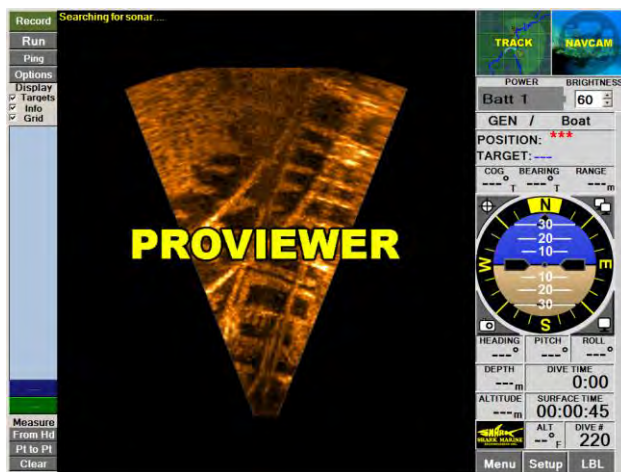 Record
Run
Ping
Options
Display
Targets
Info
Grid
Measure
From Hd
Pt to Pt
Clear
Searching for sonar....
PROVIEWER
TRACK
NAVCAM
POWER BRIGHTNESS
Batt 1 60
GEN / Boat
POSITION: ***
TARGET: ---
COG BEARING RANGE
---° T ---° T ---m
N
30
20
10
W E
10
20
30
S
HEADING PITCH ROLL
---° ---° ---°
DEPTH DIVE TIME
---m 0:00
ALTITUDE SURFACE TIME
---m 00:00:45
SHARK MARINE
ALT DIVE #
--° F 220
Menu Setup LBL